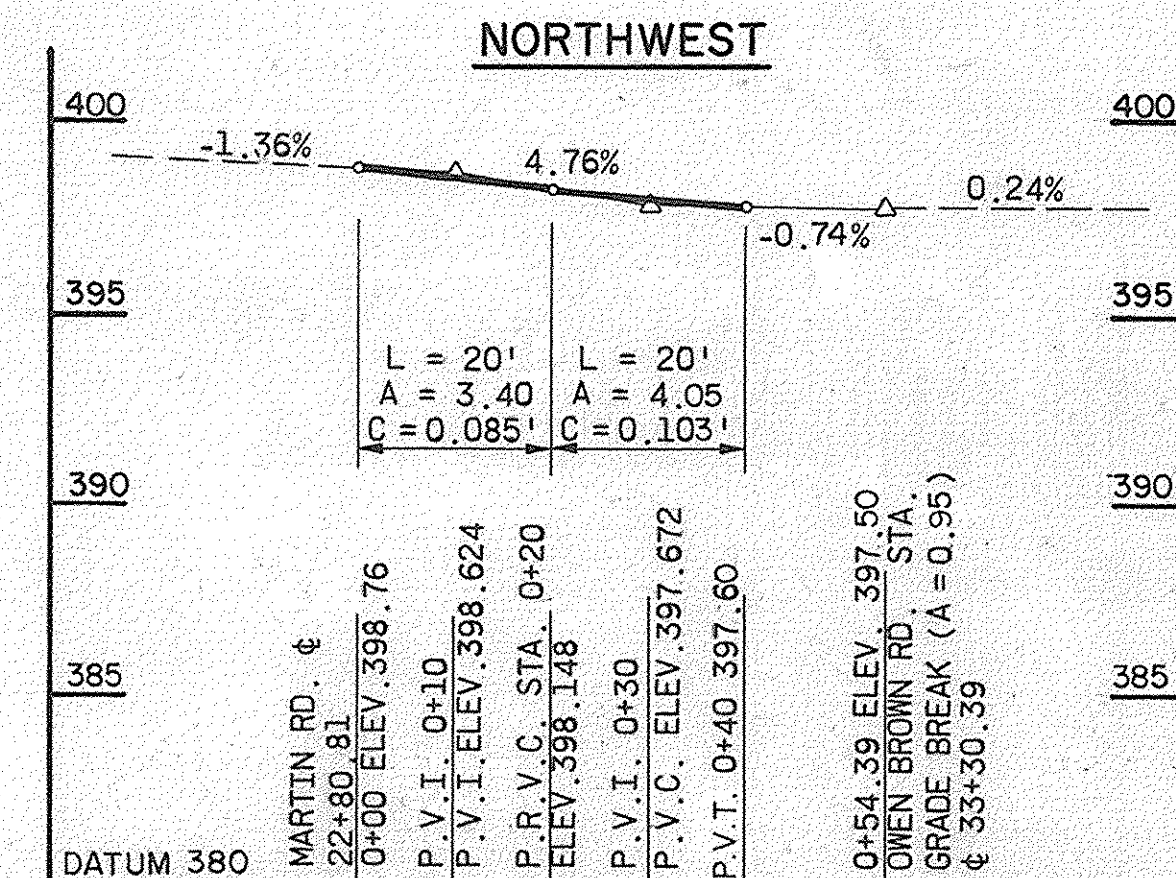 NORTHWEST
400
400
-1.36%
4.76%
0.24%
-0.74%
395
395
L = 20'
A = 3.40
C = 0.085'
L = 20'
A = 4.05
C = 0.103'
390
390
385
385
MARTIN RD. ℄
22+80.81
0+00 ELEV.398.76
P.V.I. 0+10
P.V.I.ELEV.398.624
P.R.V.C. STA. 0+20
ELEV.398.148
P.V.I. 0+30
P.V.C. ELEV.397.672
P.V.T. 0+40 397.60
0+54.39 ELEV. 397.50
OWEN BROWN RD. STA.
GRADE BREAK (A = 0.95)
℄ 33+30.39
DATUM 380